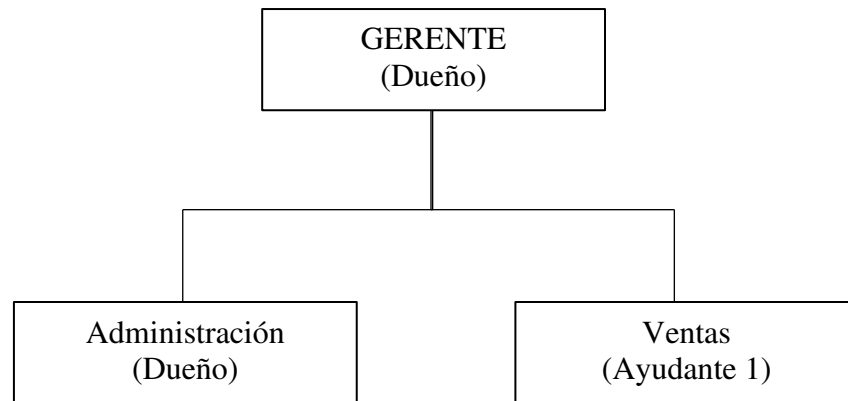 GERENTE
(Dueño)
Administración
(Dueño)
Ventas
(Ayudante 1)